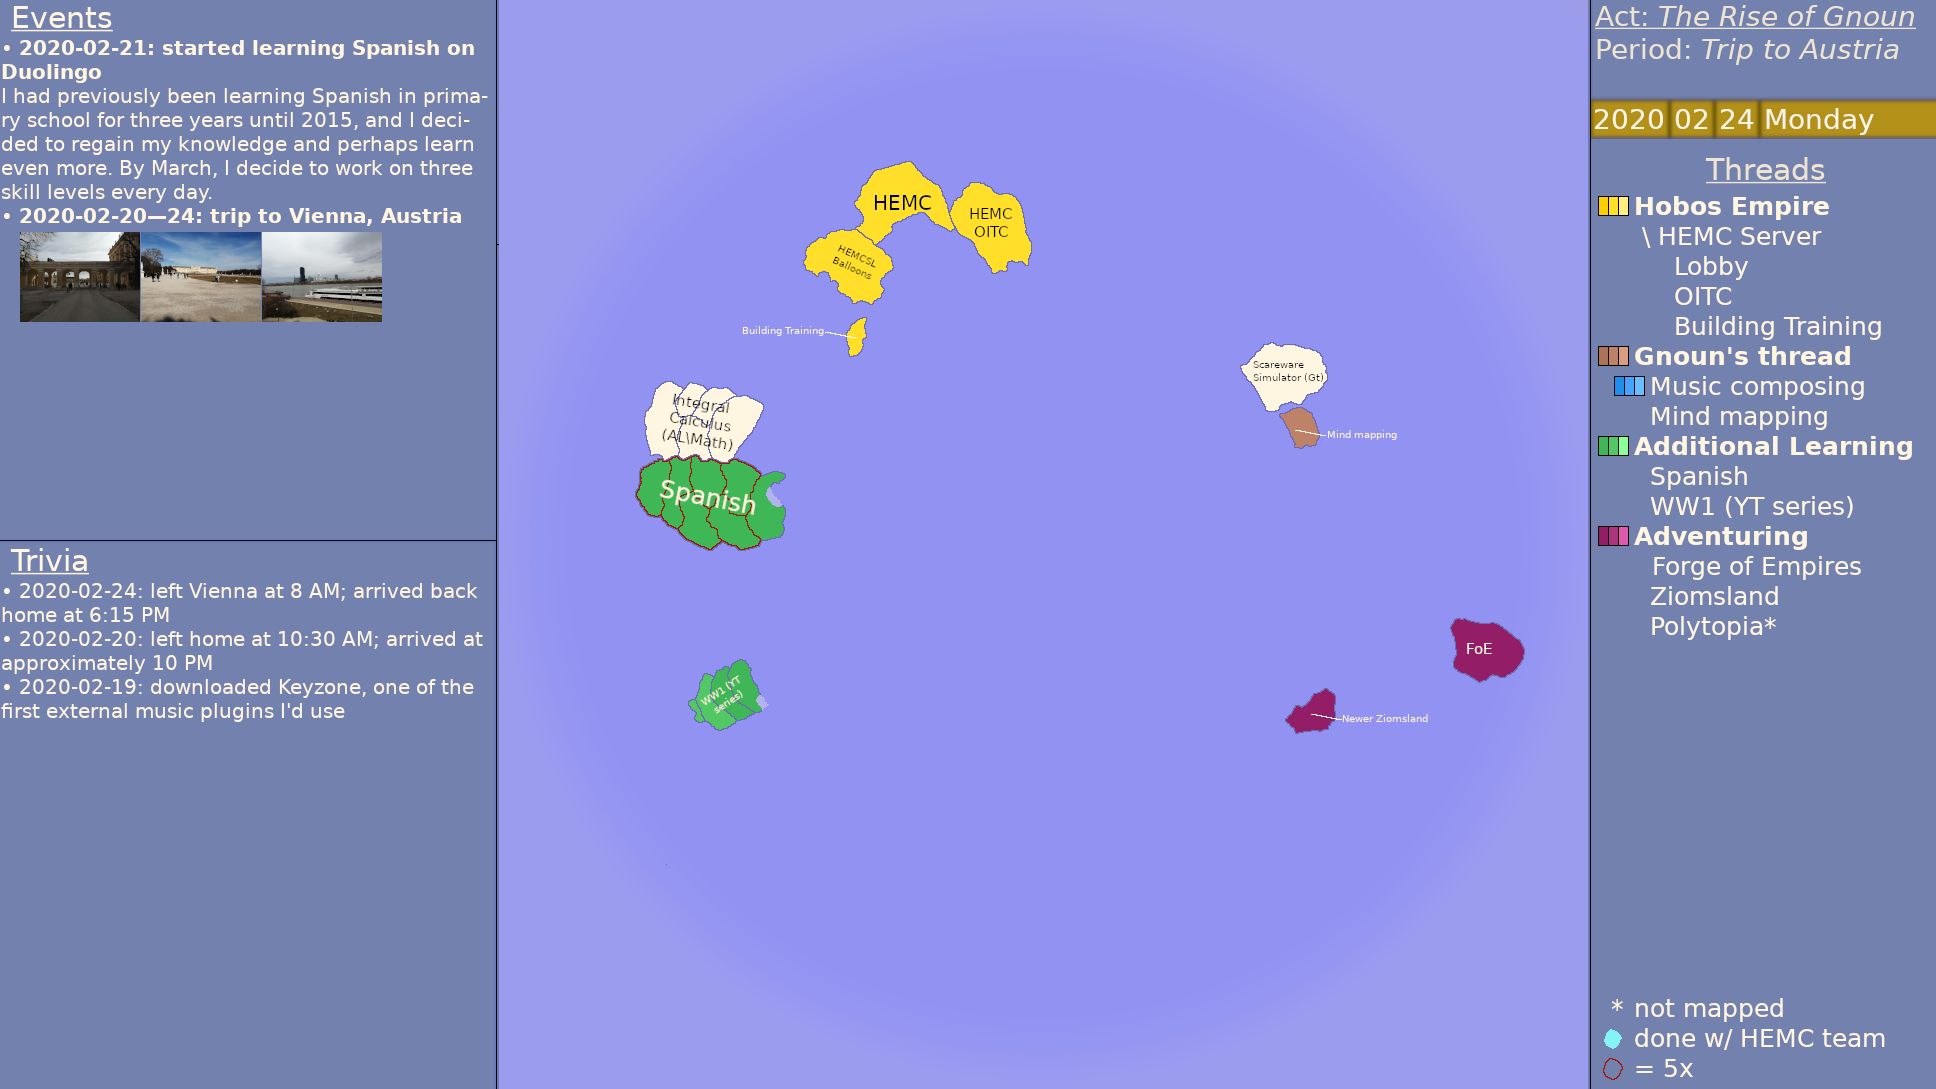 Events
• 2020-02-21: started learning Spanish on
Duolingo
I had previously been learning Spanish in prima-
ry school for three years until 2015, and I deci-
ded to regain my knowledge and perhaps learn
even more. By March, I decide to work on three
skill levels every day.
• 2020-02-20—24: trip to Vienna, Austria
Trivia
• 2020-02-24: left Vienna at 8 AM; arrived back
home at 6:15 PM
• 2020-02-20: left home at 10:30 AM; arrived at
approximately 10 PM
• 2020-02-19: downloaded Keyzone, one of the
first external music plugins I'd use
HEMC
HEMC
OITC
HEMCSL
Balloons
Building Training
Integral
Calculus
(AL\Math)
Spanish
WW1 (YT
series)
Scareware
Simulator (Gt)
Mind mapping
FoE
Newer Ziomsland
Act: The Rise of Gnoun
Period: Trip to Austria
2020 02 24 Monday
Threads
Hobos Empire
\ HEMC Server
Lobby
OITC
Building Training
Gnoun's thread
Music composing
Mind mapping
Additional Learning
Spanish
WW1 (YT series)
Adventuring
Forge of Empires
Ziomsland
Polytopia*
* not mapped
done w/ HEMC team
= 5x